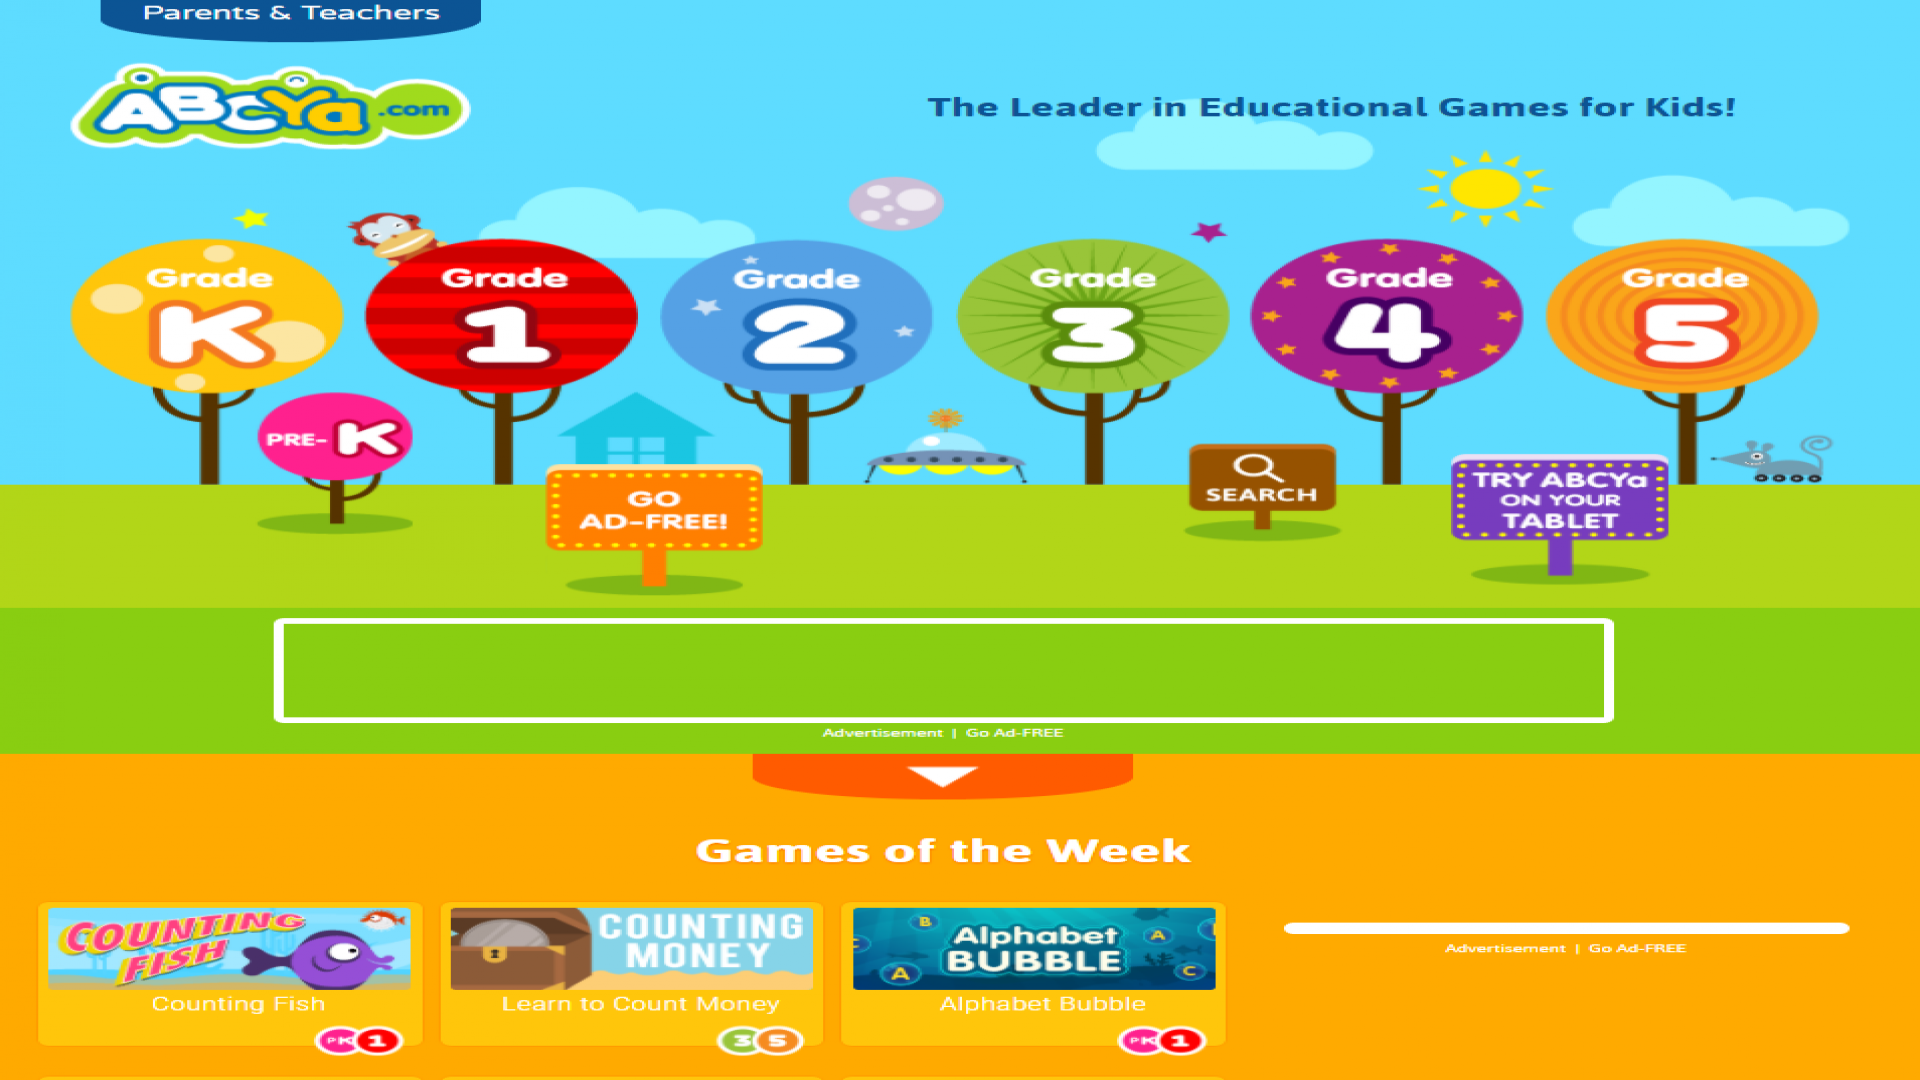 Parents & Teachers
ABCYa.com
The Leader in Educational Games for Kids!
Grade K
Grade 1
Grade 2
Grade 3
Grade 4
Grade 5
PRE-K
GO
AD-FREE!
SEARCH
TRY ABCYa
ON YOUR
TABLET
Advertisement | Go Ad-FREE
Games of the Week
COUNTING
FISH
Counting Fish
PK 1
COUNTING
MONEY
Learn to Count Money
3 5
B
A
A
C
Alphabet
BUBBLE
Alphabet Bubble
PK 1
Advertisement | Go Ad-FREE